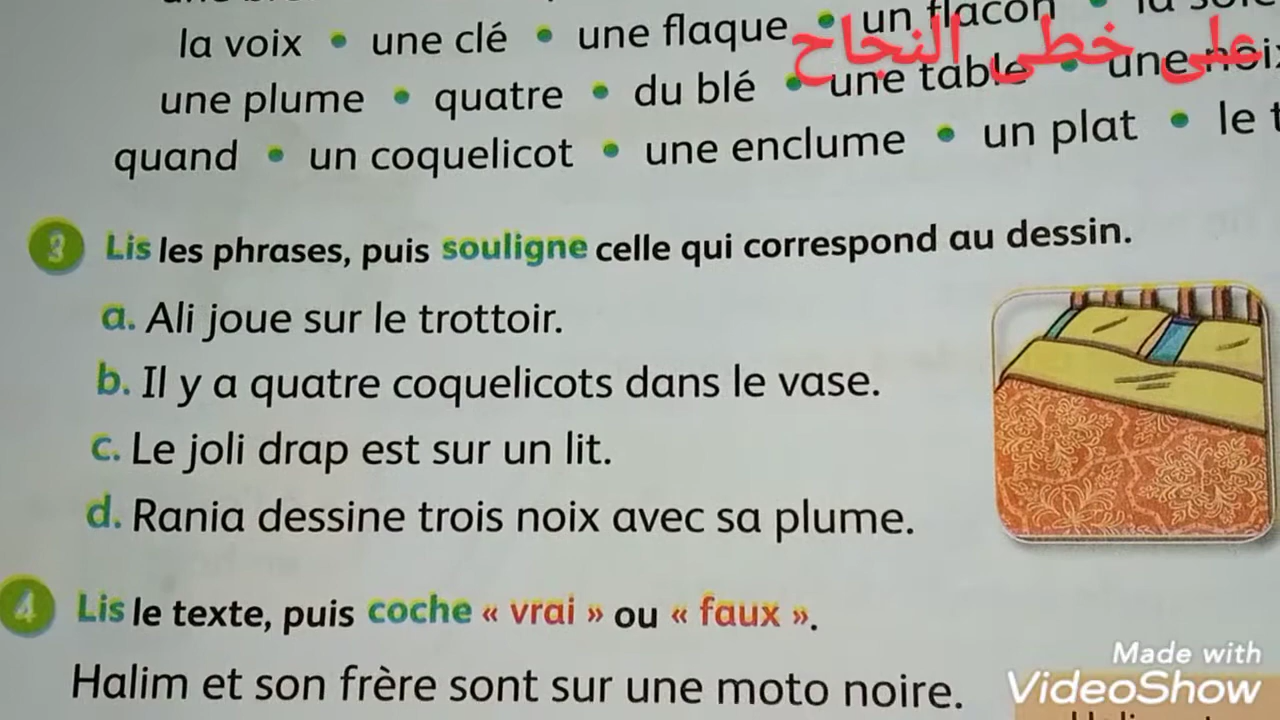 la voix • une clé • une flaque • un flacon •
une plume • quatre • du blé • une table •
quand • un coquelicot • une enclume • un plat • le
على خطى النجاح
3 Lis les phrases, puis souligne celle qui correspond au dessin.
a. Ali joue sur le trottoir.
b. Il y a quatre coquelicots dans le vase.
c. Le joli drap est sur un lit.
d. Rania dessine trois noix avec sa plume.
4 Lis le texte, puis coche « vrai » ou « faux ».
Halim et son frère sont sur une moto noire.
Made with
VideoShow